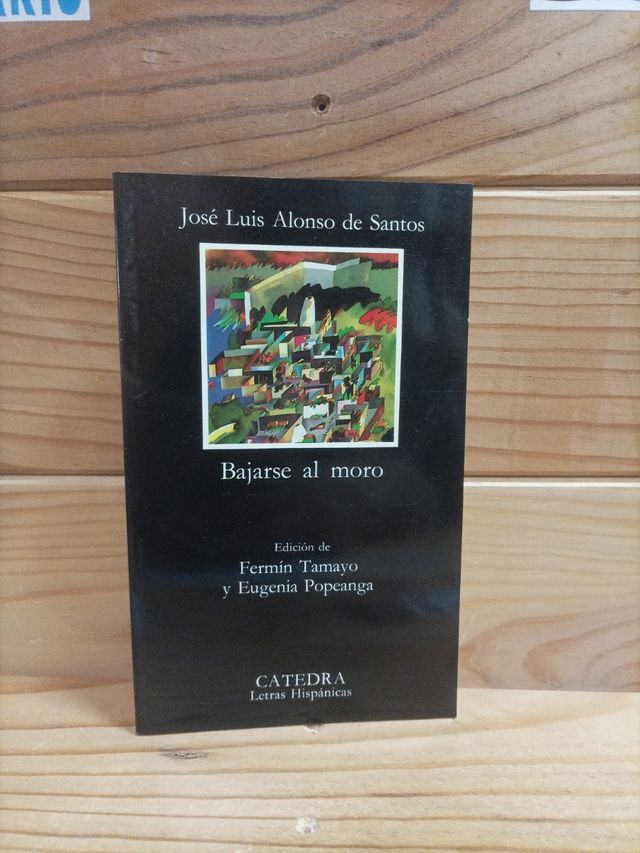 José Luis Alonso de Santos
Bajarse al moro
Edición de
Fermín Tamayo
y Eugenia Popeanga
CATEDRA
Letras Hispánicas